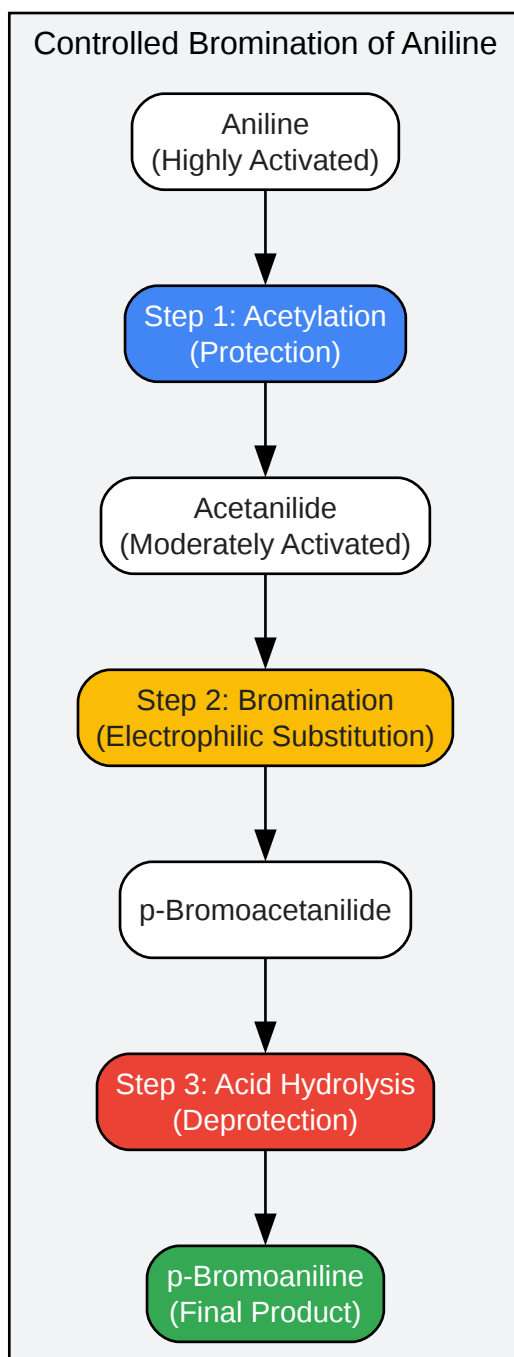 Controlled Bromination of Aniline
Aniline
(Highly Activated)
Step 1: Acetylation
(Protection)
Acetanilide
(Moderately Activated)
Step 2: Bromination
(Electrophilic Substitution)
p-Bromoacetanilide
Step 3: Acid Hydrolysis
(Deprotection)
p-Bromoaniline
(Final Product)